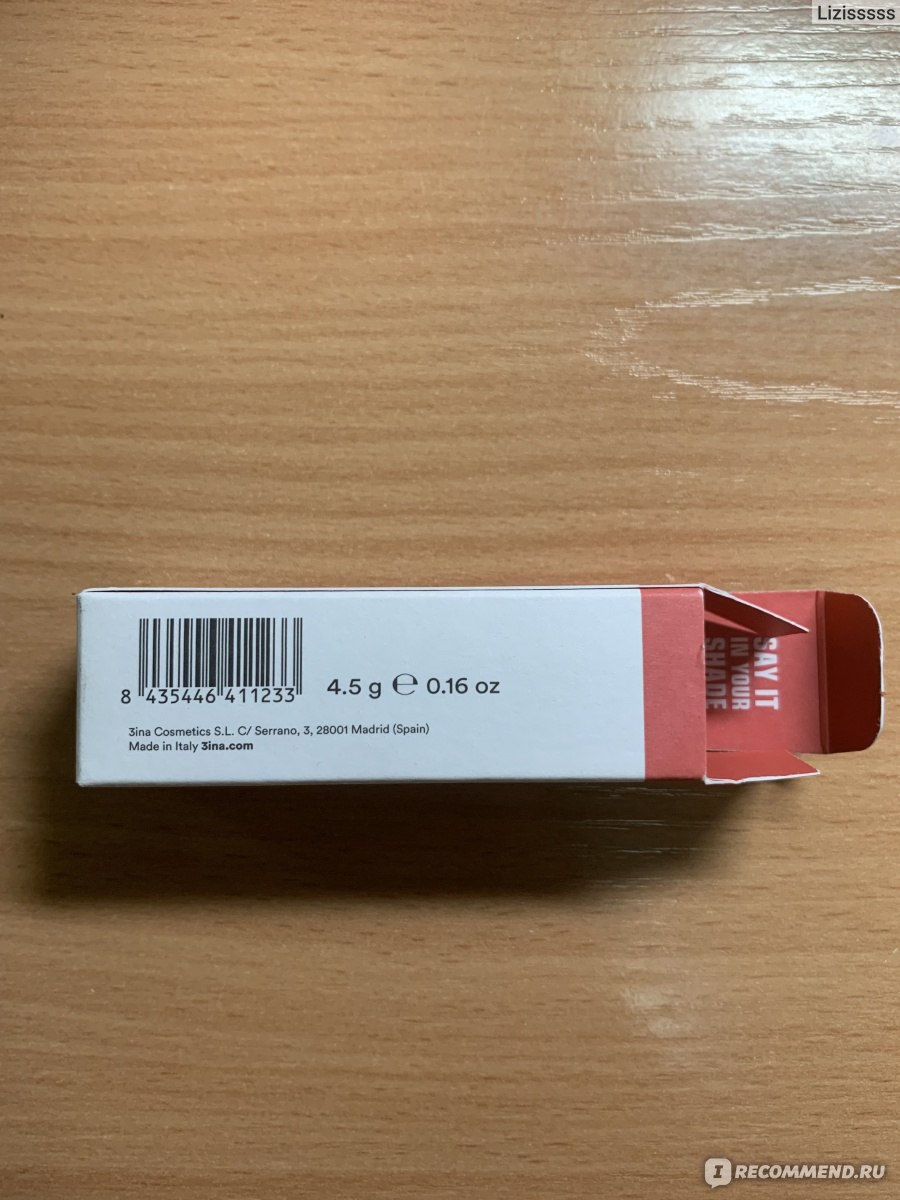 Lizisssss
8 435446 411233
4.5 g ℮ 0.16 oz
3ina Cosmetics S.L. C/ Serrano, 3, 28001 Madrid (Spain)
Made in Italy 3ina.com
SAY IT
IN YOUR
SHADE
I RECOMMEND.RU